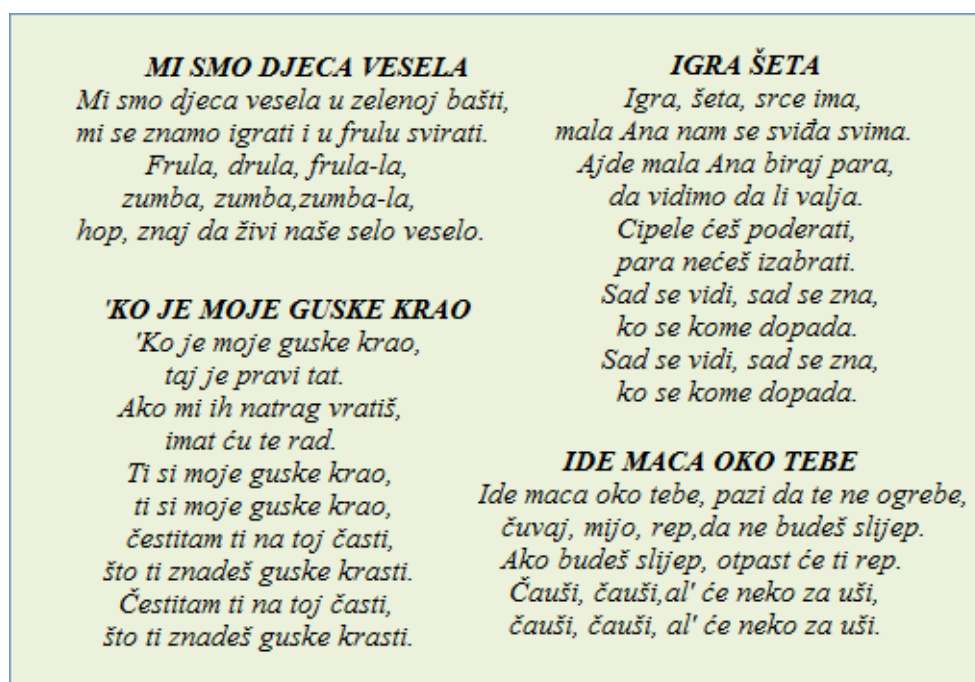 MI SMO DJECA VESELA
Mi smo djeca vesela u zelenoj bašti,
mi se znamo igrati i u frulu svirati.
Frula, drula, frula-la,
zumba, zumba,zumba-la,
hop, znaj da živi naše selo veselo.
'KO JE MOJE GUSKE KRAO
'Ko je moje guske krao,
taj je pravi tat.
Ako mi ih natrag vratiš,
imat ću te rad.
Ti si moje guske krao,
ti si moje guske krao,
čestitam ti na toj časti,
što ti znadeš guske krasti.
Čestitam ti na toj časti,
što ti znadeš guske krasti.
IGRA ŠETA
Igra, šeta, srce ima,
mala Ana nam se sviđa svima.
Ajde mala Ana biraj para,
da vidimo da li valja.
Cipele ćeš poderati,
para nećeš izabrati.
Sad se vidi, sad se zna,
ko se kome dopada.
Sad se vidi, sad se zna,
ko se kome dopada.
IDE MACA OKO TEBE
Ide maca oko tebe, pazi da te ne ogrebe,
čuvaj, mijo, rep,da ne budeš slijep.
Ako budeš slijep, otpast će ti rep.
Čauši, čauši,al' će neko za uši,
čauši, čauši, al' će neko za uši.